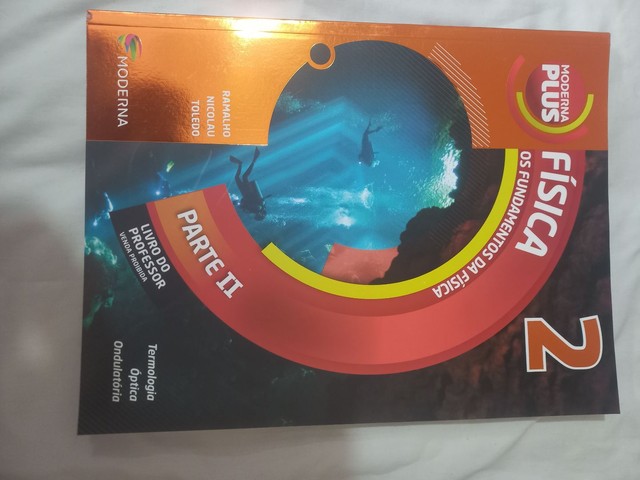 MODERNA
PLUS
FÍSICA
OS FUNDAMENTOS DA FÍSICA
2
RAMALHO
NICOLAU
TOLEDO
MODERNA
PARTE II
LIVRO DO
PROFESSOR
VENDA PROIBIDA
Termologia
Óptica
Ondulatória